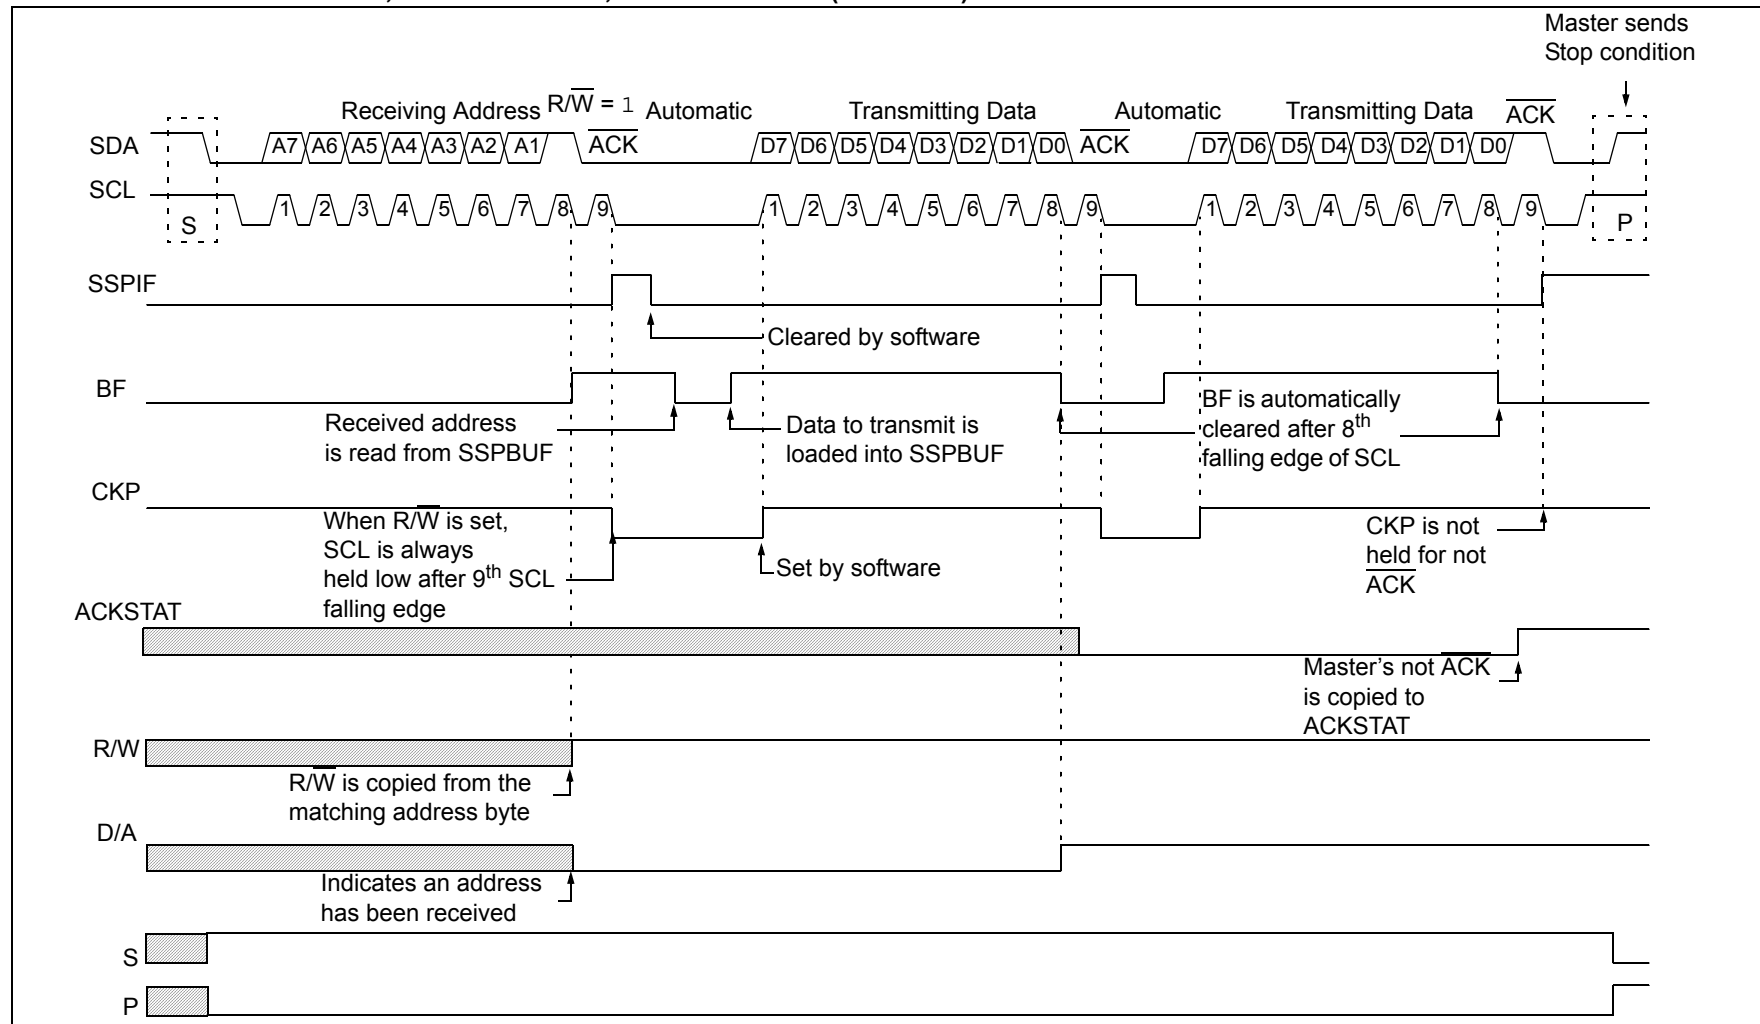 Master sends
Stop condition
Receiving Address R/W = 1 Automatic Transmitting Data Automatic Transmitting Data ACK
SDA A7 A6 A5 A4 A3 A2 A1 ACK D7 D6 D5 D4 D3 D2 D1 D0 ACK D7 D6 D5 D4 D3 D2 D1 D0
SCL 1 2 3 4 5 6 7 8 9 1 2 3 4 5 6 7 8 9 1 2 3 4 5 6 7 8 9
S P
SSPIF
Cleared by software
BF
Received address
is read from SSPBUF
Data to transmit is
loaded into SSPBUF
BF is automatically
cleared after 8th
falling edge of SCL
CKP
When R/W is set,
SCL is always
held low after 9th SCL
falling edge
Set by software
CKP is not
held for not
ACK
ACKSTAT
Master's not ACK
is copied to
ACKSTAT
R/W
R/W is copied from the
matching address byte
D/A
Indicates an address
has been received
S
P